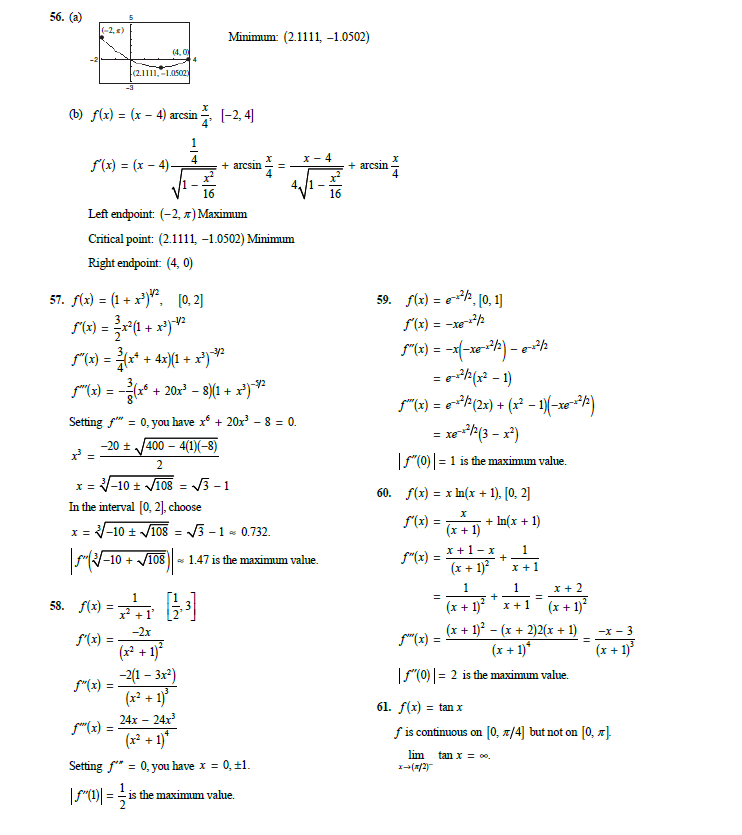 56. (a)
5
(−2, π)
(4, 0)
−2
4
(2.1111, −1.0502)
−3
Minimum: (2.1111, −1.0502)
(b) f(x) = (x − 4) arcsin x/4, [−2, 4]
f′(x) = (x − 4) (1/4)/√(1 − x²/16) + arcsin x/4 = (x − 4)/(4√(1 − x²/16)) + arcsin x/4
Left endpoint: (−2, π) Maximum
Critical point: (2.1111, −1.0502) Minimum
Right endpoint: (4, 0)
57. f(x) = (1 + x³)^(1/2), [0, 2]
f′(x) = 3/2 x²(1 + x³)^(−1/2)
f″(x) = 3/4 (x⁴ + 4x)(1 + x³)^(−3/2)
f‴(x) = −3/8 (x⁶ + 20x³ − 8)(1 + x³)^(−5/2)
Setting f‴ = 0, you have x⁶ + 20x³ − 8 = 0.
x³ = (−20 ± √(400 − 4(1)(−8)))/2
x = ∛(−10 ± √108) = √3 − 1
In the interval [0, 2], choose
x = ∛(−10 ± √108) = √3 − 1 ≈ 0.732.
|f″(∛(−10 + √108))| ≈ 1.47 is the maximum value.
58. f(x) = 1/(x² + 1), [1/2, 3]
f′(x) = −2x/(x² + 1)²
f″(x) = −2(1 − 3x²)/(x² + 1)³
f‴(x) = (24x − 24x³)/(x² + 1)⁴
Setting f‴ = 0, you have x = 0, ±1.
|f″(1)| = 1/2 is the maximum value.
59. f(x) = e^(−x²/2), [0, 1]
f′(x) = −xe^(−x²/2)
f″(x) = −x(−xe^(−x²/2)) − e^(−x²/2)
= e^(−x²/2)(x² − 1)
f‴(x) = e^(−x²/2)(2x) + (x² − 1)(−xe^(−x²/2))
= xe^(−x²/2)(3 − x²)
|f″(0)| = 1 is the maximum value.
60. f(x) = x ln(x + 1), [0, 2]
f′(x) = x/(x + 1) + ln(x + 1)
f″(x) = (x + 1 − x)/(x + 1)² + 1/(x + 1)
= 1/(x + 1)² + 1/(x + 1) = (x + 2)/(x + 1)²
f‴(x) = ((x + 1)² − (x + 2)2(x + 1))/(x + 1)⁴ = (−x − 3)/(x + 1)³
|f″(0)| = 2 is the maximum value.
61. f(x) = tan x
f is continuous on [0, π/4] but not on [0, π].
lim x→(π/2)⁻ tan x = ∞.